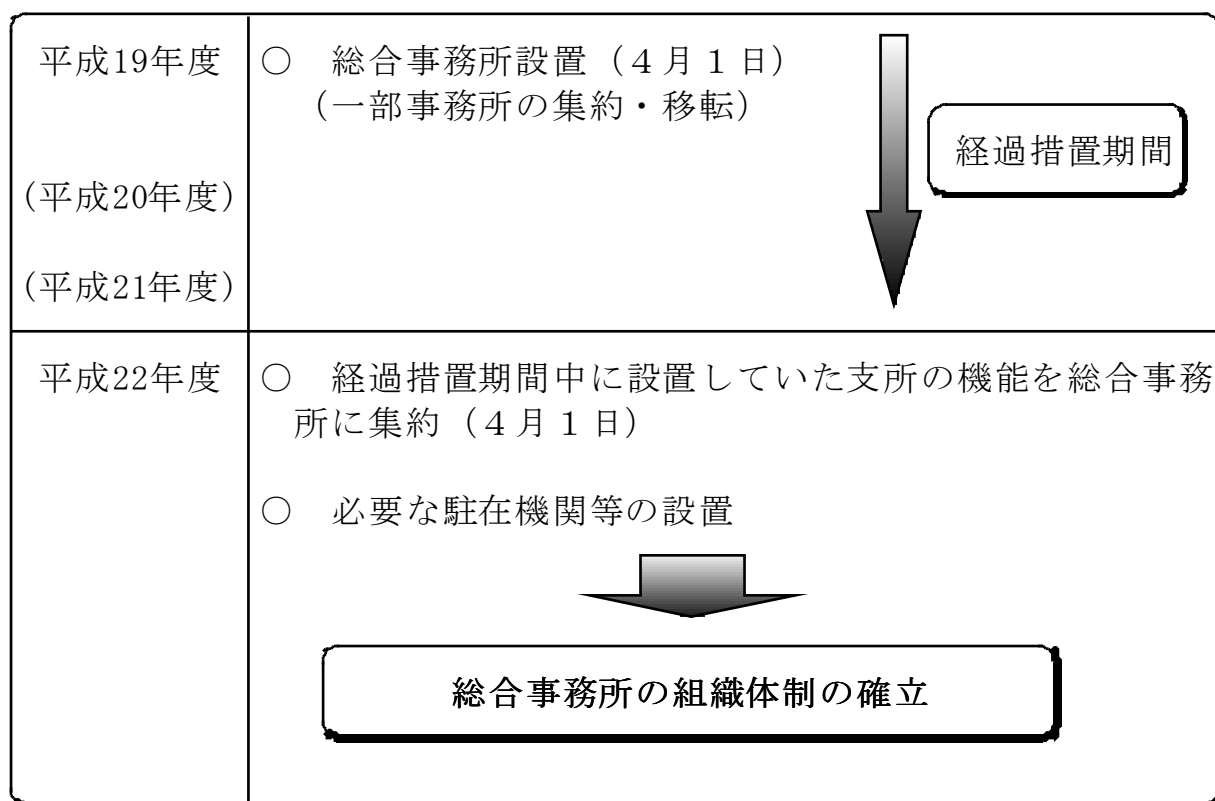 平成19年度
○　総合事務所設置（４月１日）
（一部事務所の集約・移転）
経過措置期間
（平成20年度）
（平成21年度）
平成22年度
○　経過措置期間中に設置していた支所の機能を総合事務
所に集約（４月１日）
○　必要な駐在機関等の設置
総合事務所の組織体制の確立